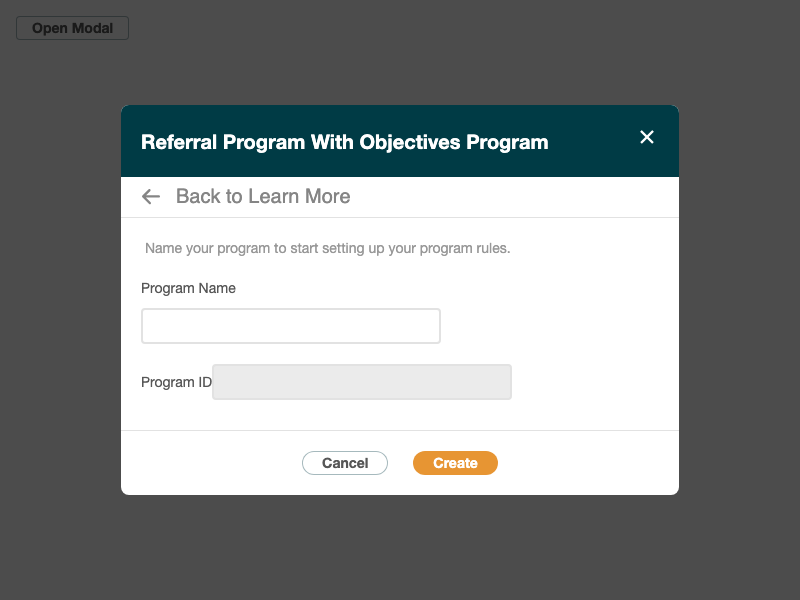 Open Modal
Referral Program With Objectives Program
Back to Learn More
Name your program to start setting up your program rules.
Program Name
Program ID
Cancel
Create